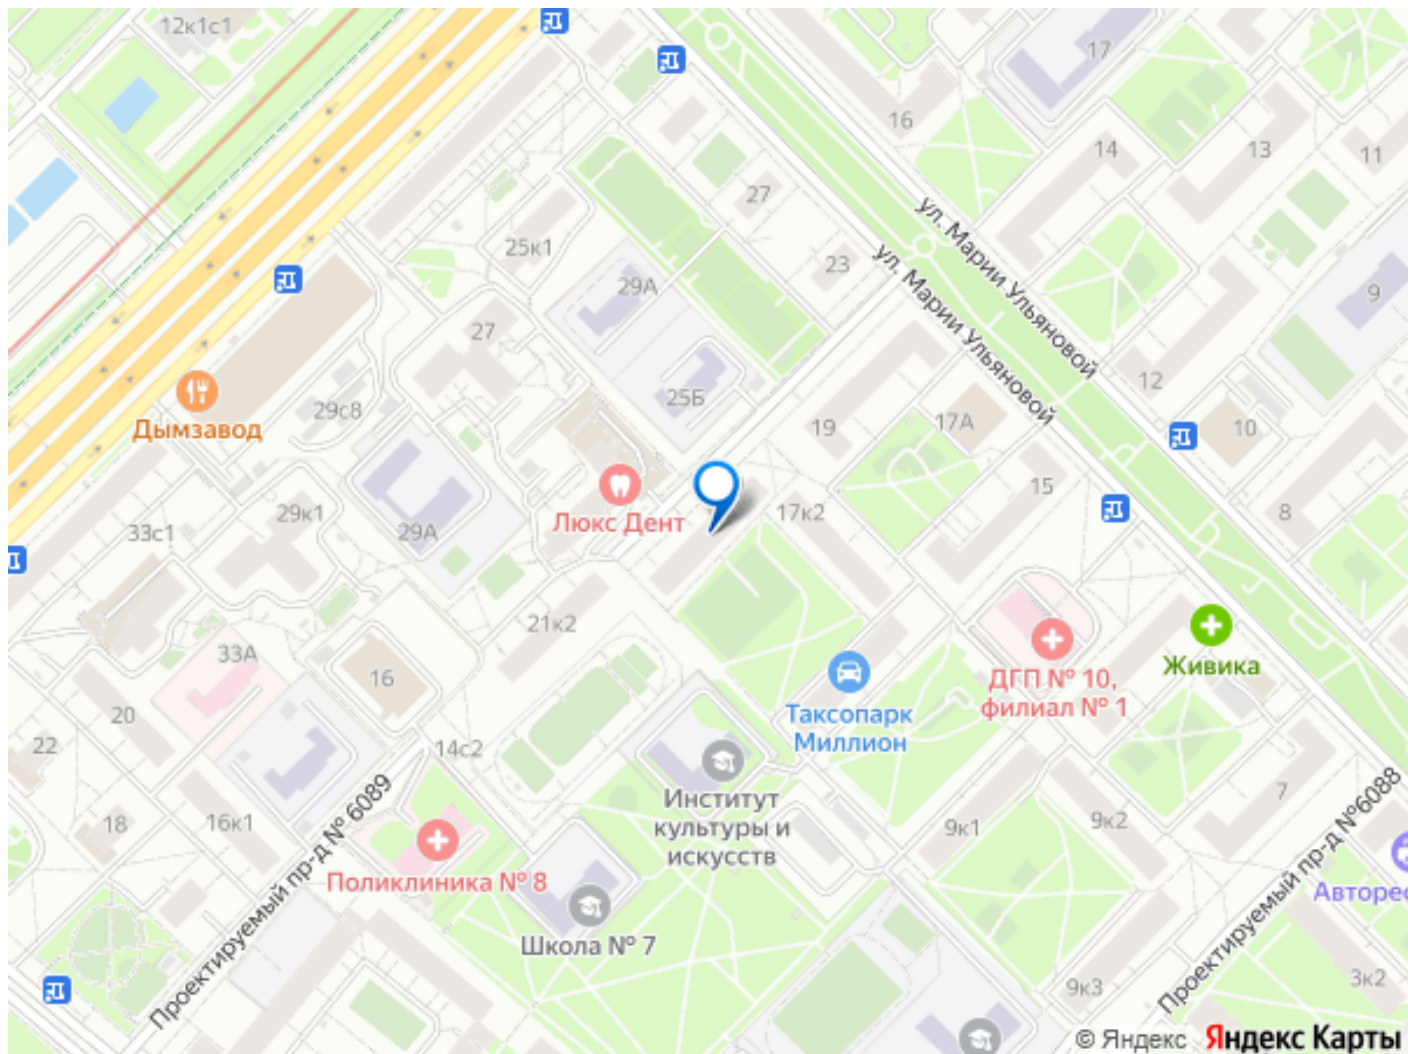 12к1с1
17
16
14
13
11
27
ул. Марии Ульяновой
25к1
23
ул. Марии Ульяновой
29А
9
27
25Б
12
29с8
Дымзавод
19
17А
10
Люкс Дент
17к2
15
8
29к1
33с1
29А
21к2
33А
16
ДГП № 10,
филиал № 1
Живика
20
Таксопарк
Миллион
22
14с2
Институт
культуры и
искусств
7
18
16к1
9к1
9к2
Проектируемый пр-д № 6089
Поликлиника № 8
Проектируемый пр-д №6088
Авторес
Школа № 7
9к3
3к2
© Яндекс Яндекс Карты